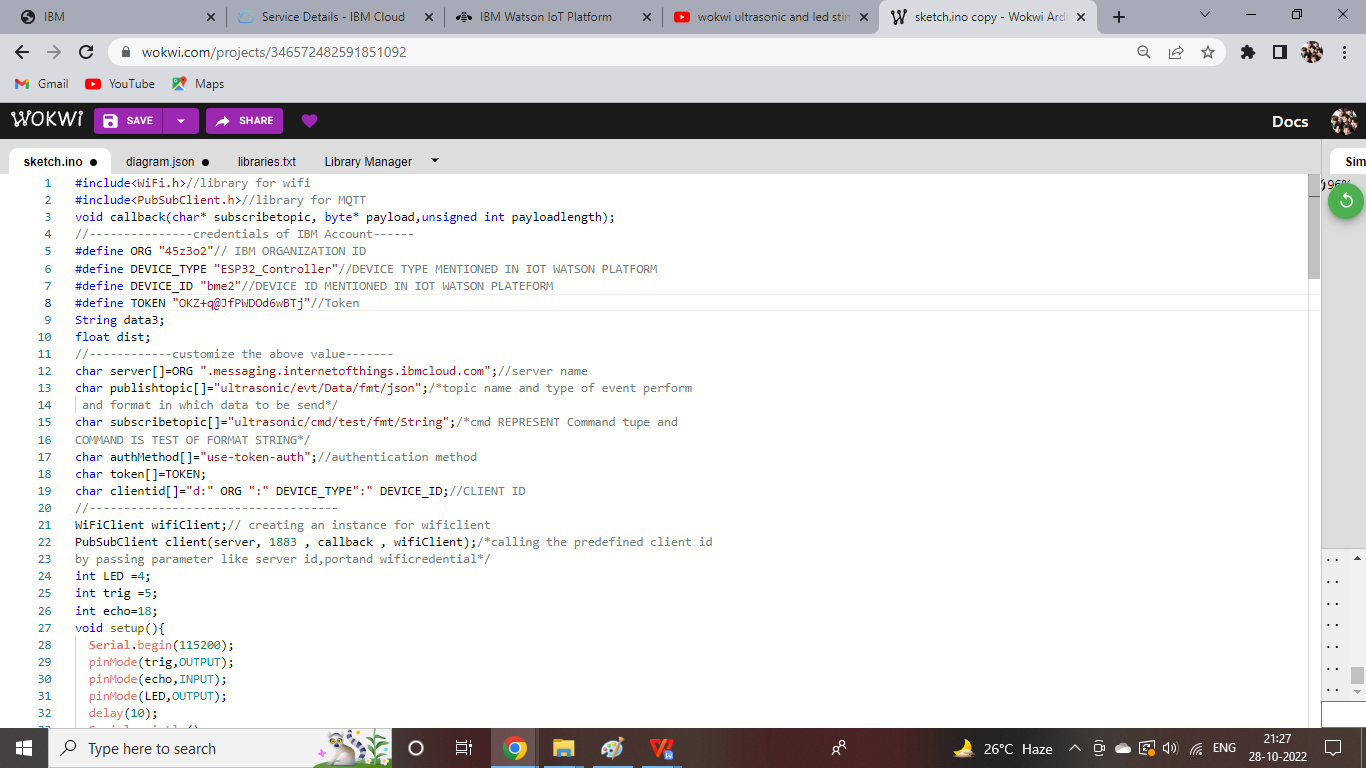 IBM
Service Details - IBM Cloud
IBM Watson IoT Platform
wokwi ultrasonic and led stim
sketch.ino copy - Wokwi Ard
wokwi.com/projects/346572482591851092
Gmail
YouTube
Maps
WOKWi
SAVE
SHARE
Docs
sketch.ino
diagram.json
libraries.txt
Library Manager
Sim
96%
1 #include<WiFi.h>//library for wifi
2 #include<PubSubClient.h>//library for MQTT
3 void callback(char* subscribetopic, byte* payload,unsigned int payloadlength);
4 //---------------credentials of IBM Account------
5 #define ORG "45z3o2"// IBM ORGANIZATION ID
6 #define DEVICE_TYPE "ESP32_Controller"//DEVICE TYPE MENTIONED IN IOT WATSON PLATFORM
7 #define DEVICE_ID "bme2"//DEVICE ID MENTIONED IN IOT WATSON PLATEFORM
8 #define TOKEN "OKZ+q@JfPWDOd6wBTj"//Token
9 String data3;
10 float dist;
11 //------------customize the above value-------
12 char server[]=ORG ".messaging.internetofthings.ibmcloud.com";//server name
13 char publishtopic[]="ultrasonic/evt/Data/fmt/json";/*topic name and type of event perform
14 and format in which data to be send*/
15 char subscribetopic[]="ultrasonic/cmd/test/fmt/String";/*cmd REPRESENT Command tupe and
16 COMMAND IS TEST OF FORMAT STRING*/
17 char authMethod[]="use-token-auth";//authentication method
18 char token[]=TOKEN;
19 char clientid[]="d:" ORG ":" DEVICE_TYPE":" DEVICE_ID;//CLIENT ID
20 //------------------------------------
21 WiFiClient wifiClient;// creating an instance for wificlient
22 PubSubClient client(server, 1883 , callback , wifiClient);/*calling the predefined client id
23 by passing parameter like server id,portand wificredential*/
24 int LED =4;
25 int trig =5;
26 int echo=18;
27 void setup(){
28 Serial.begin(115200);
29 pinMode(trig,OUTPUT);
30 pinMode(echo,INPUT);
31 pinMode(LED,OUTPUT);
32 delay(10);
Type here to search
26°C Haze
ENG
21:27
28-10-2022